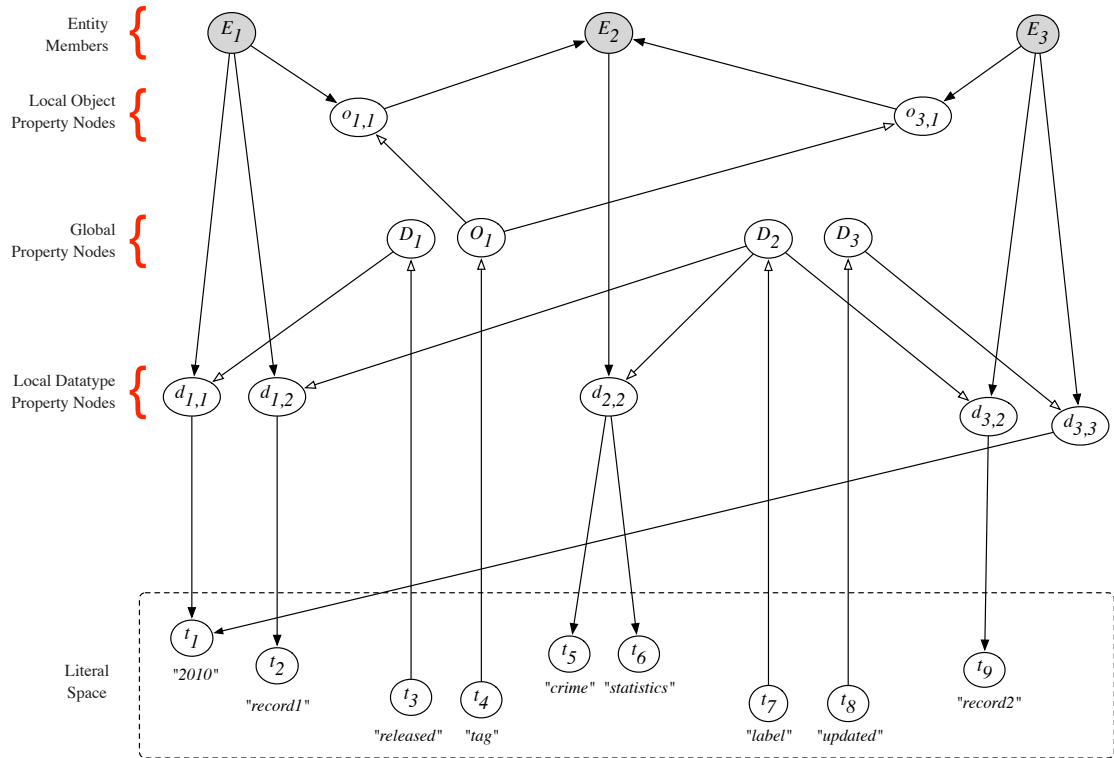 Entity
Members
E1
E2
E3
Local Object
Property Nodes
o1,1
o3,1
Global
Property Nodes
D1
O1
D2
D3
Local Datatype
Property Nodes
d1,1
d1,2
d2,2
d3,2
d3,3
Literal
Space
t1
"2010"
t2
"record1"
t3
"released"
t4
"tag"
t5
"crime"
t6
"statistics"
t7
"label"
t8
"updated"
t9
"record2"